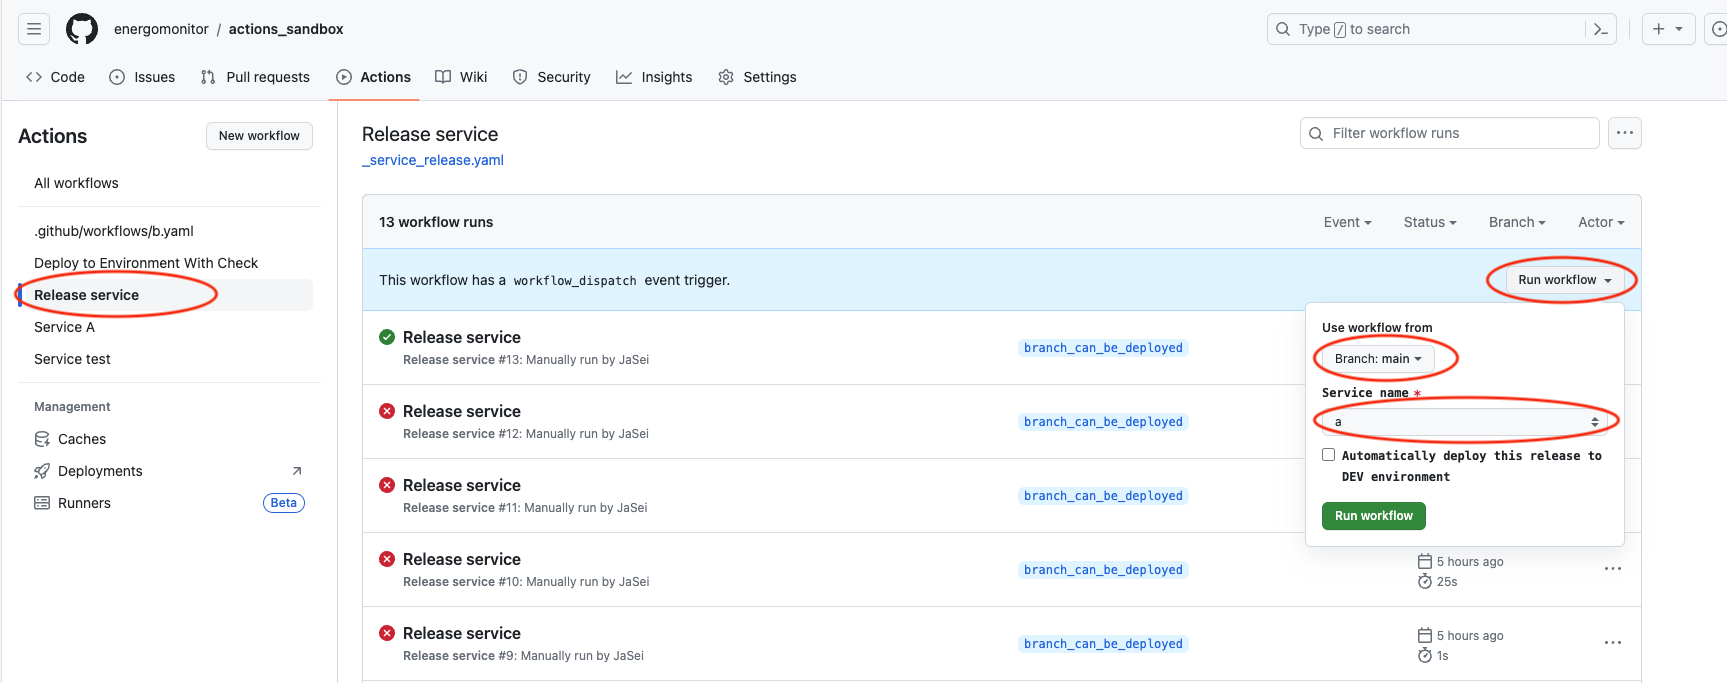 energomonitor / actions_sandbox
Type / to search
Code
Issues
Pull requests
Actions
Wiki
Security
Insights
Settings
Actions
New workflow
All workflows
.github/workflows/b.yaml
Deploy to Environment With Check
Release service
Service A
Service test
Management
Caches
Deployments
Runners
Beta
Release service
_service_release.yaml
Filter workflow runs
13 workflow runs
Event
Status
Branch
Actor
This workflow has a workflow_dispatch event trigger.
Run workflow
Use workflow from
Branch: main
Service name *
a
Automatically deploy this release to
DEV environment
Run workflow
Release service
Release service #13: Manually run by JaSei
branch_can_be_deployed
Release service
Release service #12: Manually run by JaSei
branch_can_be_deployed
Release service
Release service #11: Manually run by JaSei
branch_can_be_deployed
Release service
Release service #10: Manually run by JaSei
branch_can_be_deployed
5 hours ago
25s
Release service
Release service #9: Manually run by JaSei
branch_can_be_deployed
5 hours ago
1s